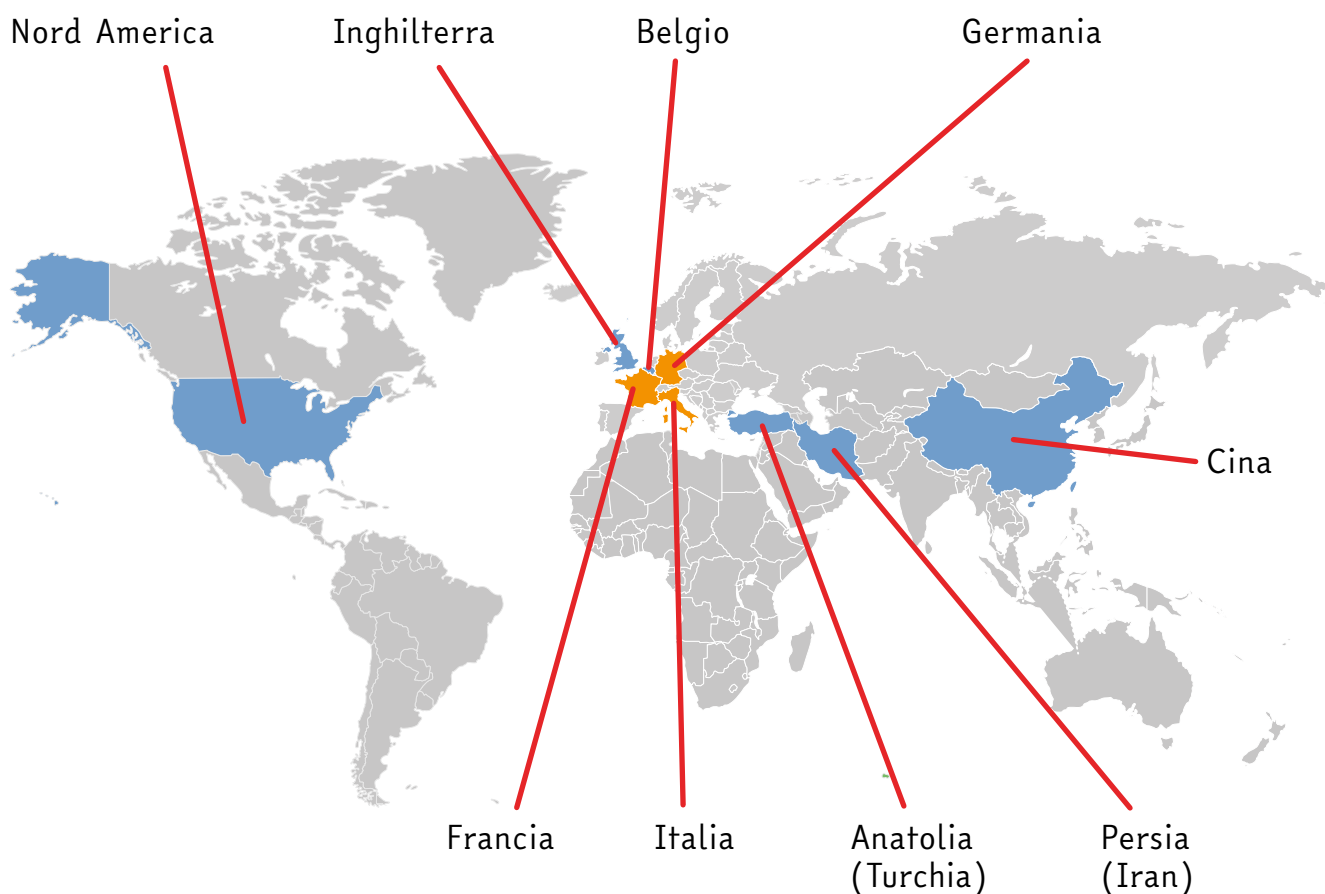 Nord America
Inghilterra
Belgio
Germania
Cina
Francia
Italia
Anatolia
(Turchia)
Persia
(Iran)